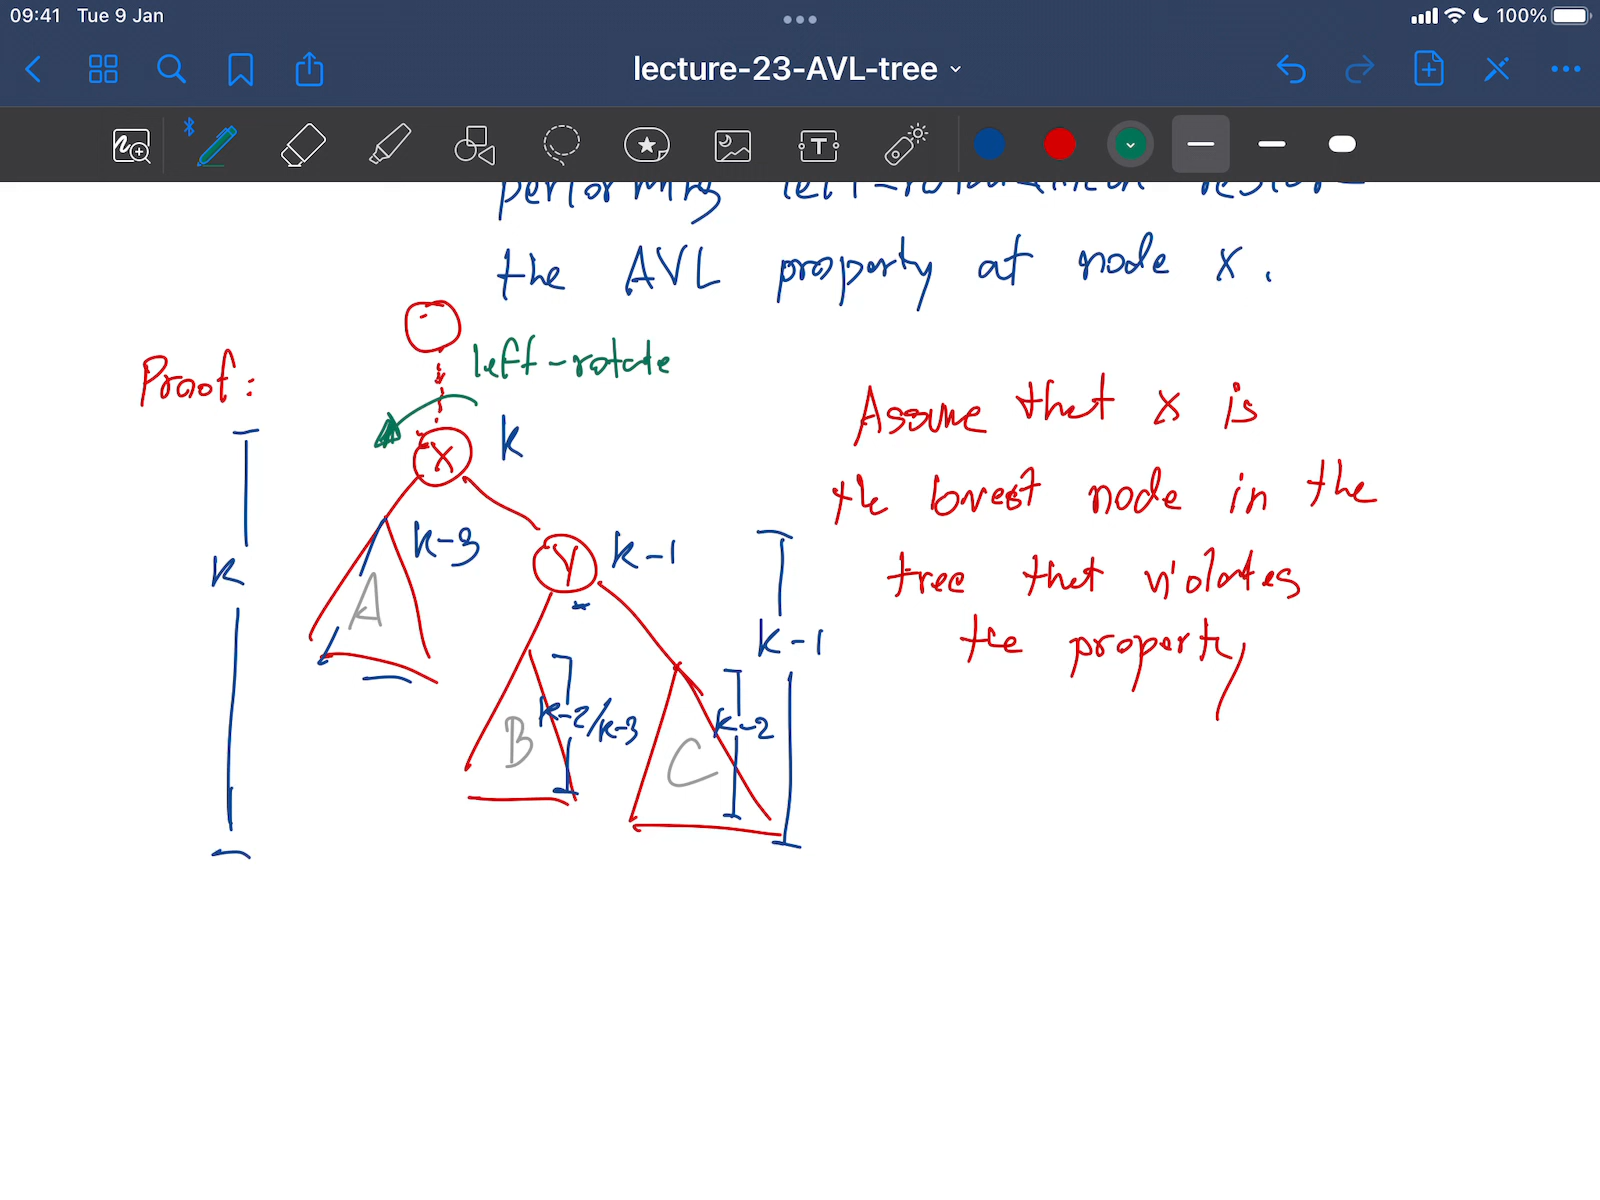 09:41 Tue 9 Jan
100%
lecture-23-AVL-tree
T
performing
the AVL property at node x.
left-rotate
Proof:
X
k
k
k-3
A
Y
k-1
k-1
B
k-2/k-3
C
k-2
Assume that x is
the lowest node in the
tree that violates
the property